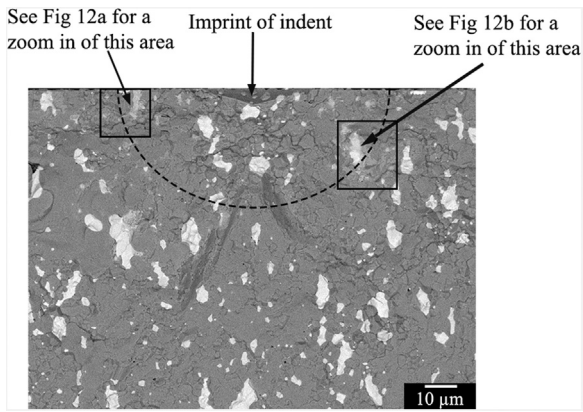 See Fig 12a for a
zoom in of this area
Imprint of indent
See Fig 12b for a
zoom in of this area
10 µm